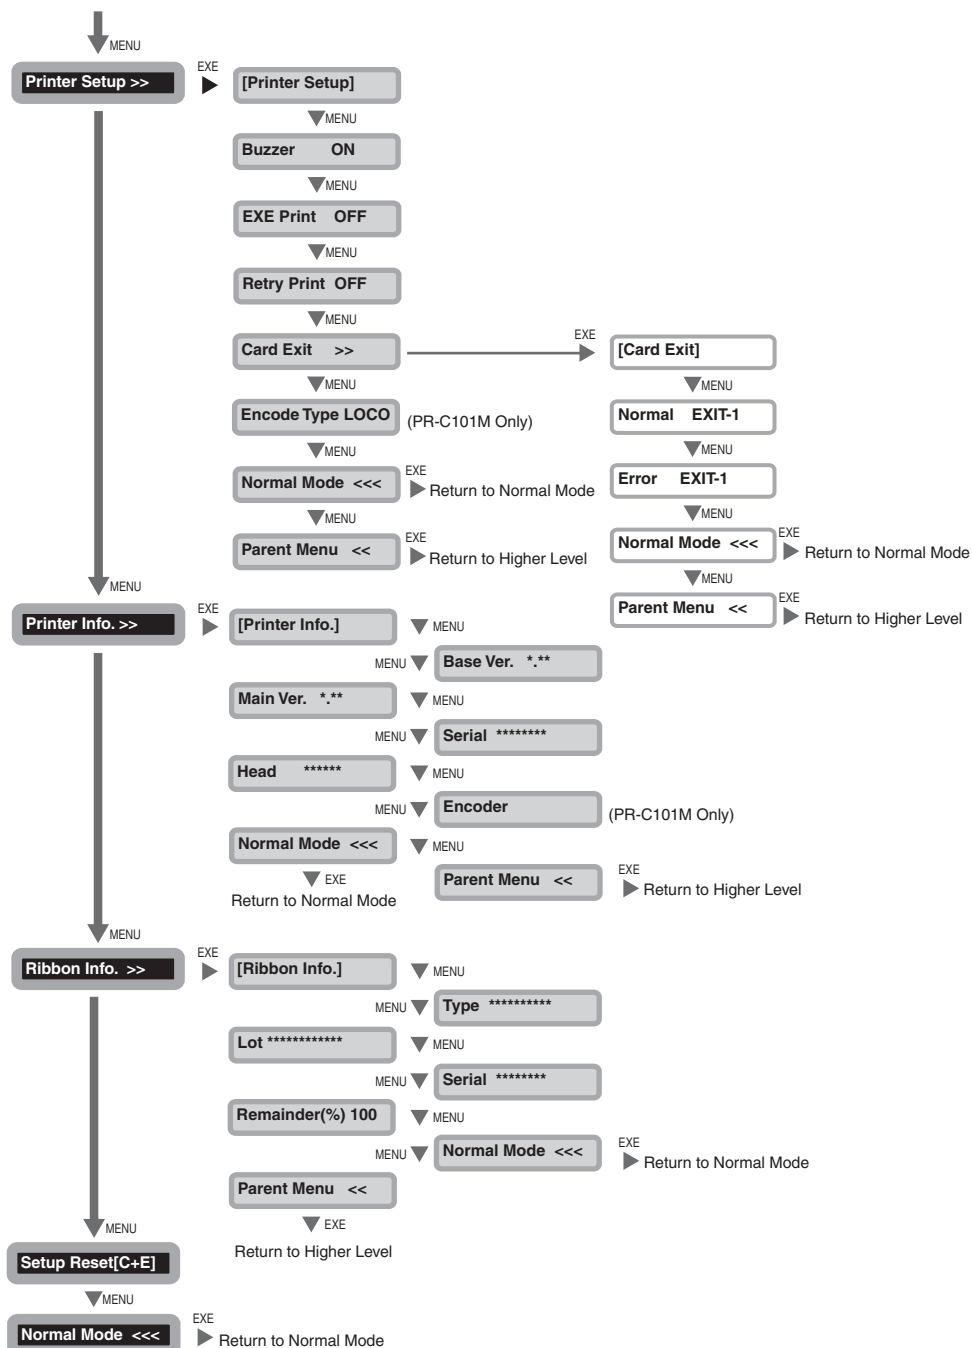 MENU
Printer Setup >>
EXE
[Printer Setup]
MENU
Buzzer ON
MENU
EXE Print OFF
MENU
Retry Print OFF
MENU
Card Exit >>
EXE
[Card Exit]
MENU
MENU
Encode Type LOCO
(PR-C101M Only)
Normal EXIT-1
MENU
MENU
Normal Mode <<<
EXE
Return to Normal Mode
Error EXIT-1
MENU
MENU
Parent Menu <<
EXE
Return to Higher Level
Normal Mode <<<
EXE
Return to Normal Mode
MENU
MENU
Parent Menu <<
EXE
Return to Higher Level
Printer Info. >>
EXE
[Printer Info.]
MENU
MENU
Base Ver. *.**
Main Ver. *.**
MENU
MENU
Serial ********
Head ******
MENU
MENU
Encoder
(PR-C101M Only)
Normal Mode <<<
MENU
EXE
Return to Normal Mode
Parent Menu <<
EXE
Return to Higher Level
MENU
Ribbon Info. >>
EXE
[Ribbon Info.]
MENU
MENU
Type **********
Lot ************
MENU
MENU
Serial ********
Remainder(%) 100
MENU
MENU
Normal Mode <<<
EXE
Return to Normal Mode
Parent Menu <<
EXE
Return to Higher Level
MENU
Setup Reset[C+E]
MENU
Normal Mode <<<
EXE
Return to Normal Mode